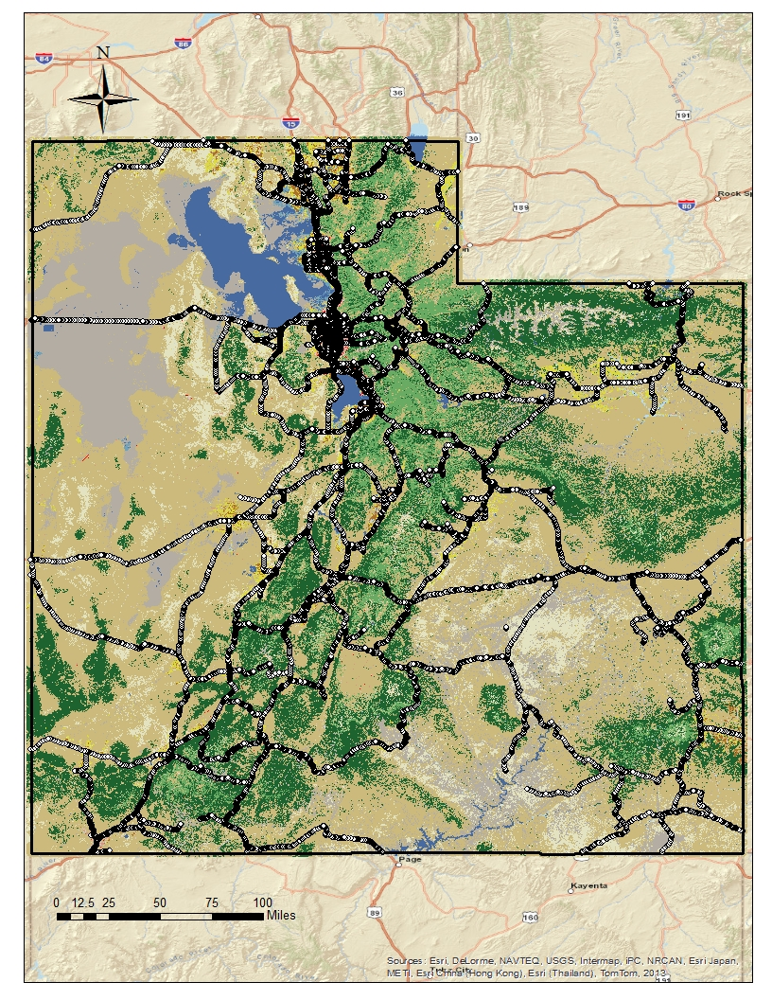 86
84
N
36
15
191
30
189
80
Rock Sp
Page
Kayenta
0 12.5 25 50 75 100
Miles
89
160
Sources: Esri, DeLorme, NAVTEQ, USGS, Intermap, iPC, NRCAN, Esri Japan,
METI, Esri China (Hong Kong), Esri (Thailand), TomTom, 2013
191